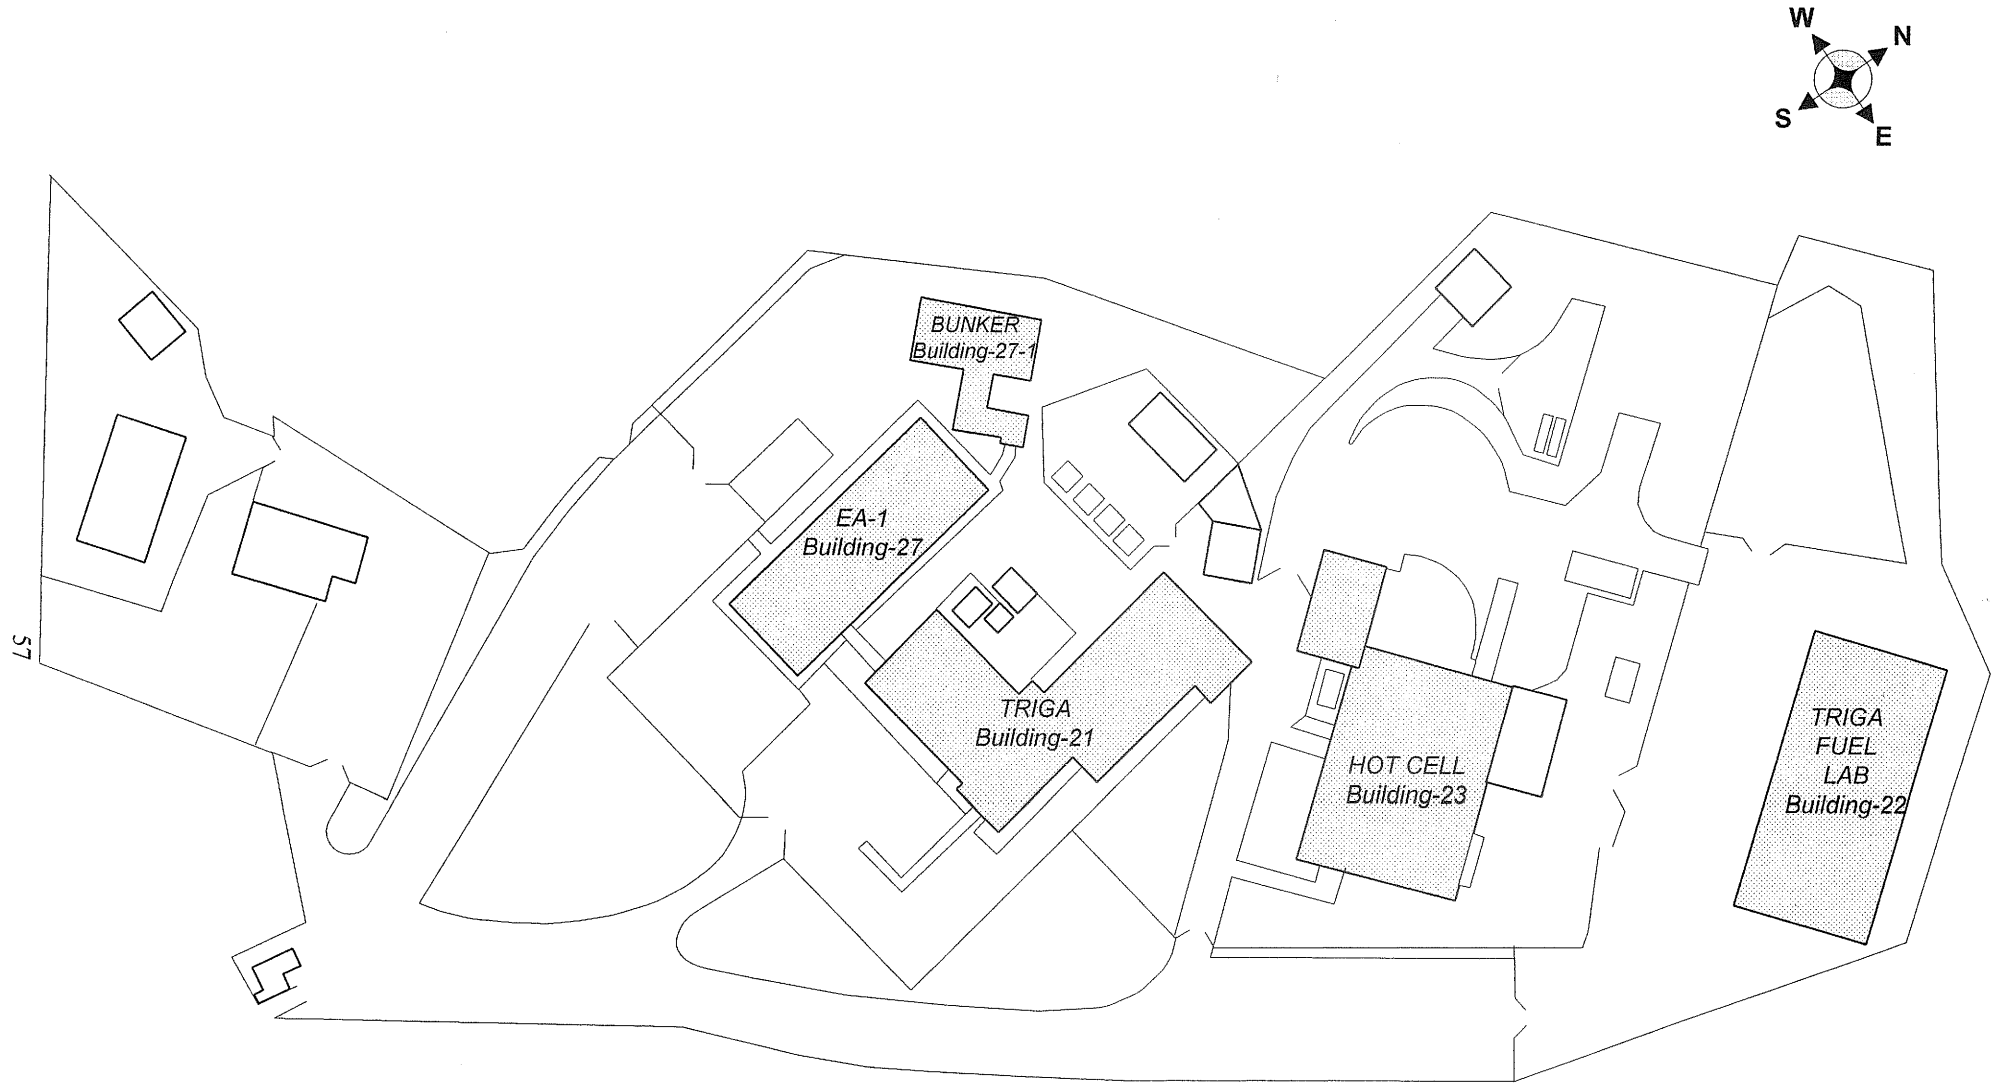 W
N
S
E
BUNKER
Building-27-1
EA-1
Building-27
TRIGA
Building-21
HOT CELL
Building-23
TRIGA
FUEL
LAB
Building-22
57